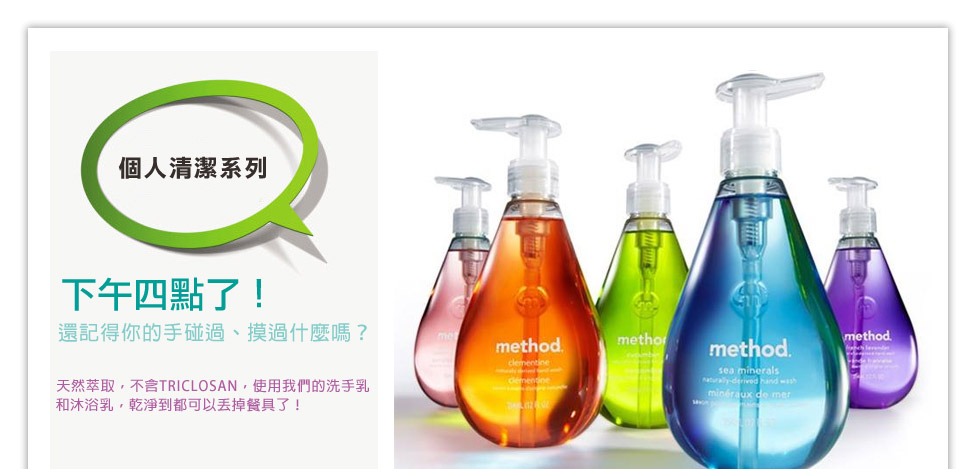 個人清潔系列
下午四點了！
還記得你的手碰過、摸過什麼嗎？
天然萃取，不含TRICLOSAN，使用我們的洗手乳
和沐浴乳，乾淨到都可以丟掉餐具了！
method.
clementine
naturally-derived hand wash
clementine
method.
method.
sea minerals
naturally-derived hand wash
minéraux de mer
method.
french lavender